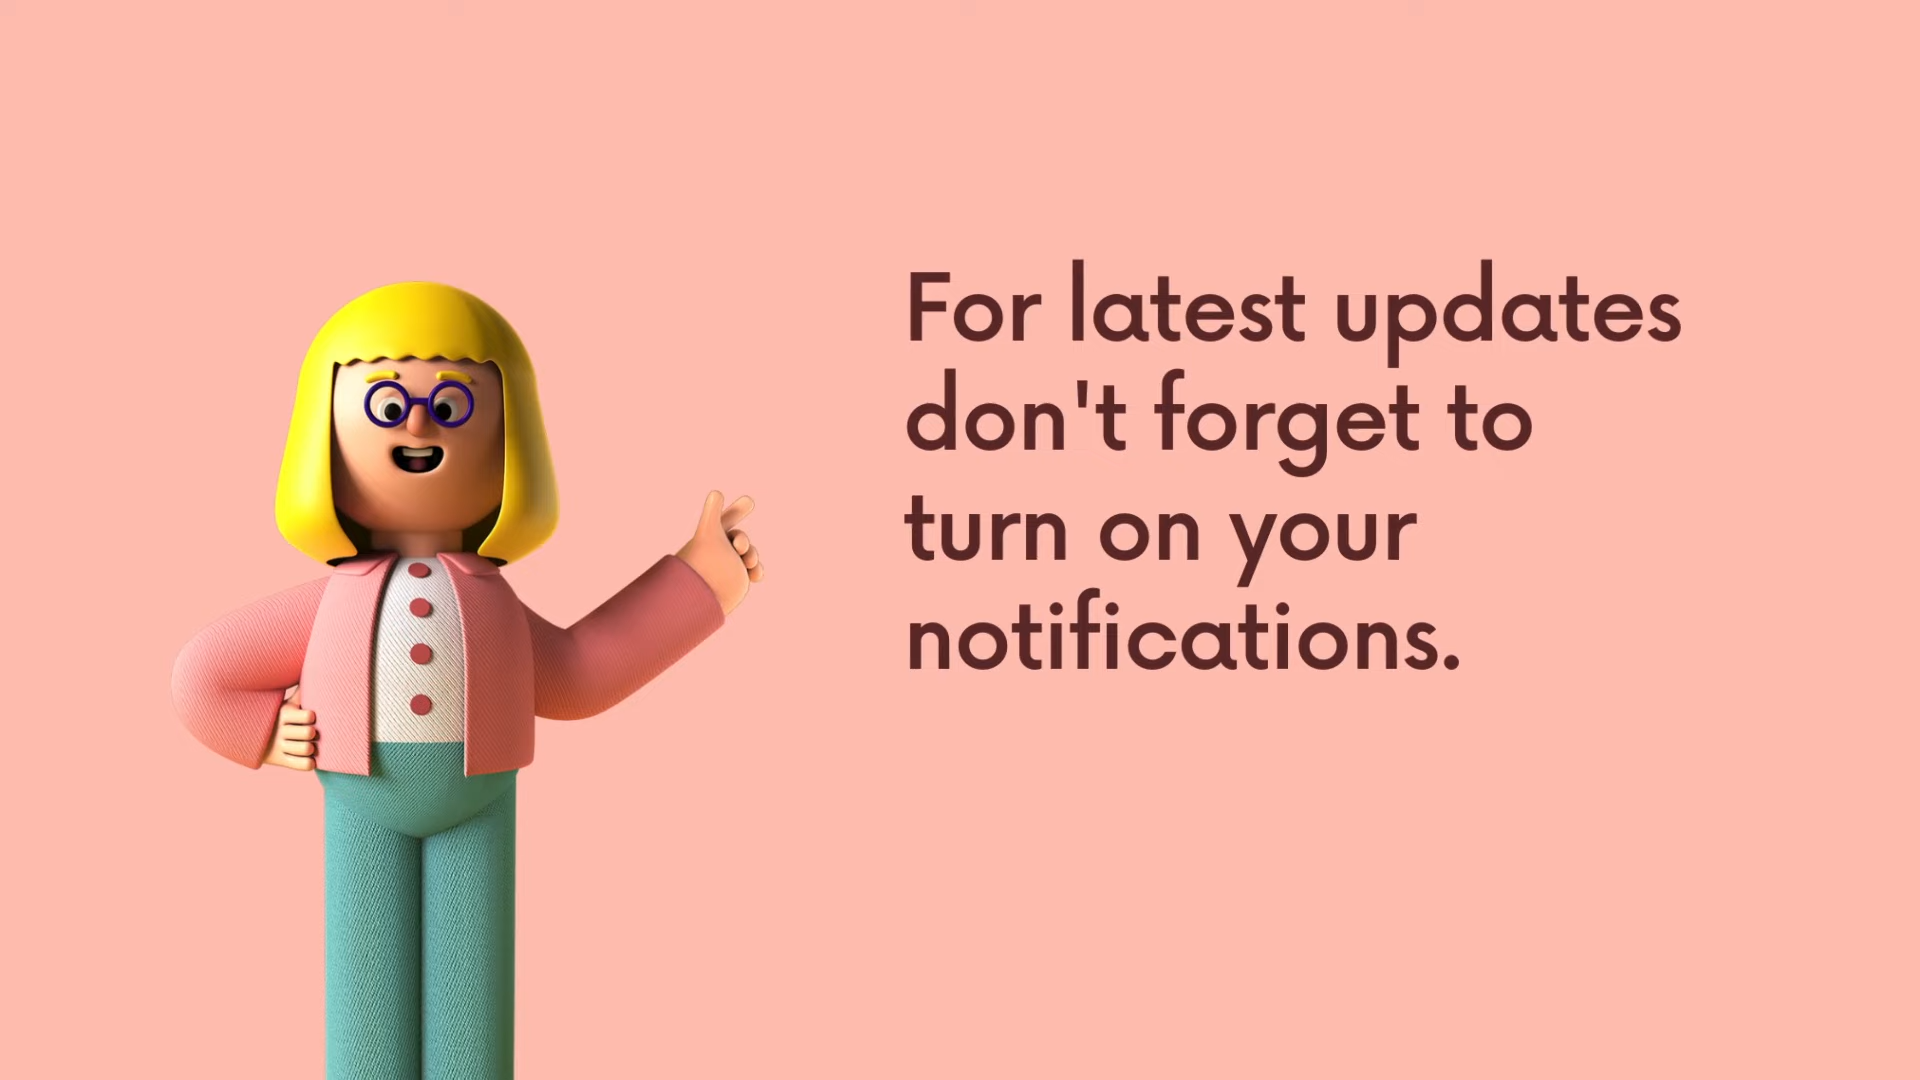 For latest updates
don't forget to
turn on your
notifications.